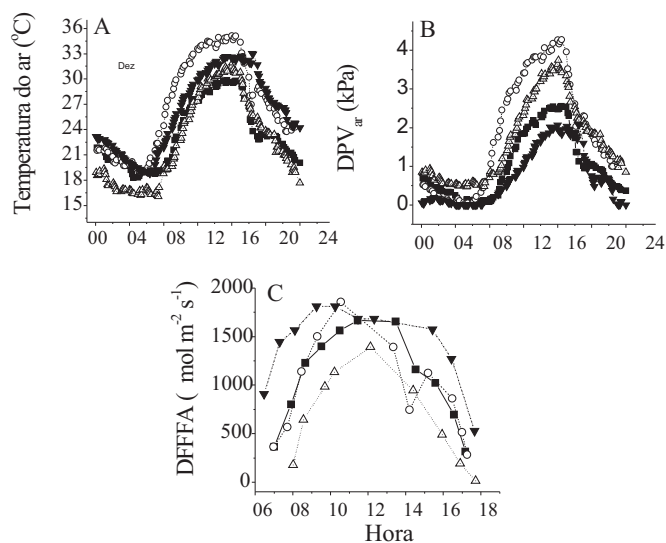 A
Temperatura do ar (°C)
36
33
30
27
24
21
18
15
Dez
00 04 08 12 16 20 24
B
DPVar (kPa)
4
3
2
1
0
00 04 08 12 16 20 24
C
DFFFA ( mol m-2 s-1)
2000
1500
1000
500
0
06 08 10 12 14 16 18
Hora